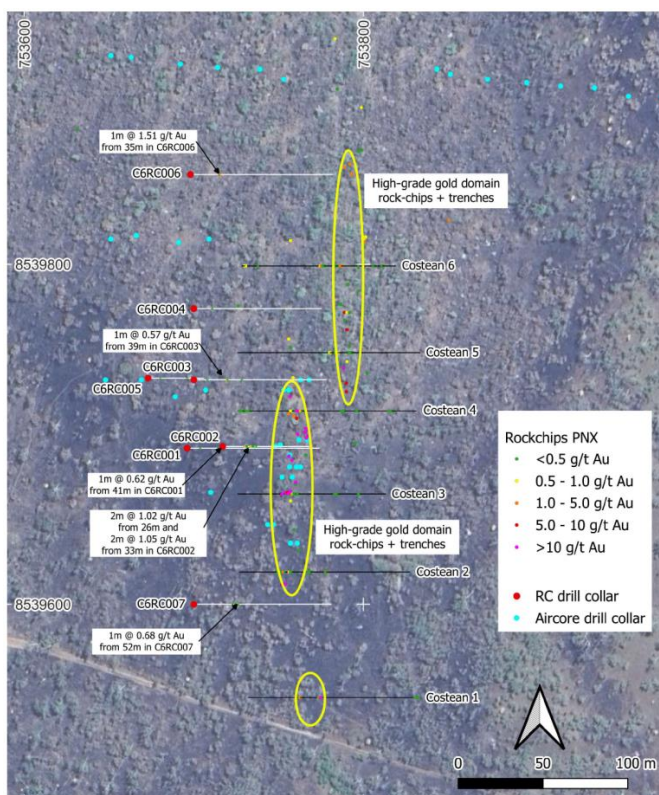 753600
753800
1m @ 1.51 g/t Au
from 35m in C6RC006
C6RC006
High-grade gold domain
rock-chips + trenches
8539800
Costean 6
C6RC004
1m @ 0.57 g/t Au
from 39m in C6RC003
Costean 5
C6RC003
C6RC005
Costean 4
C6RC002
C6RC001
1m @ 0.62 g/t Au
from 41m in C6RC001
Costean 3
2m @ 1.02 g/t Au
from 26m and
2m @ 1.05 g/t Au
from 33m in C6RC002
High-grade gold domain
rock-chips + trenches
Costean 2
8539600
C6RC007
1m @ 0.68 g/t Au
from 52m in C6RC007
Costean 1
Rockchips PNX
<0.5 g/t Au
0.5 - 1.0 g/t Au
1.0 - 5.0 g/t Au
5.0 - 10 g/t Au
>10 g/t Au
RC drill collar
Aircore drill collar
0 50 100 m